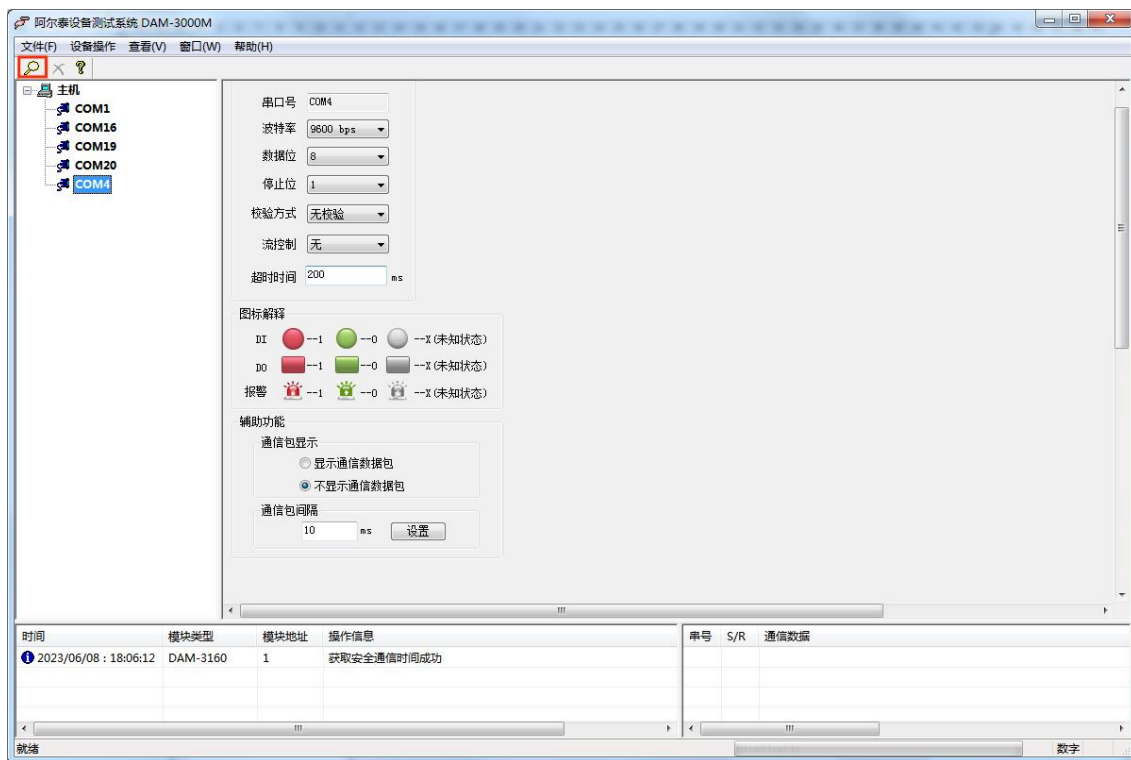 阿尔泰设备测试系统 DAM-3000M
文件(F) 设备操作 查看(V) 窗口(W) 帮助(H)
主机
COM1
COM16
COM19
COM20
COM4
串口号 COM4
波特率 9600 bps
数据位 8
停止位 1
校验方式 无校验
流控制 无
超时时间 200 ms
图标解释
DI --1 --0 --X(未知状态)
DO --1 --0 --X(未知状态)
报警 --1 --0 --X(未知状态)
辅助功能
通信包显示
显示通信数据包
不显示通信数据包
通信包间隔
10 ms 设置
时间 模块类型 模块地址 操作信息 串号 S/R 通信数据
2023/06/08 : 18:06:12 DAM-3160 1 获取安全通信时间成功
就绪 数字